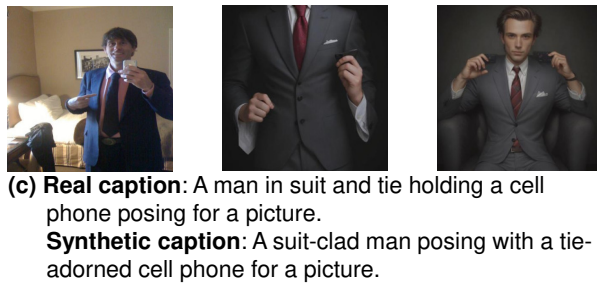 (c) Real caption: A man in suit and tie holding a cell
phone posing for a picture.
Synthetic caption: A suit-clad man posing with a tie-
adorned cell phone for a picture.